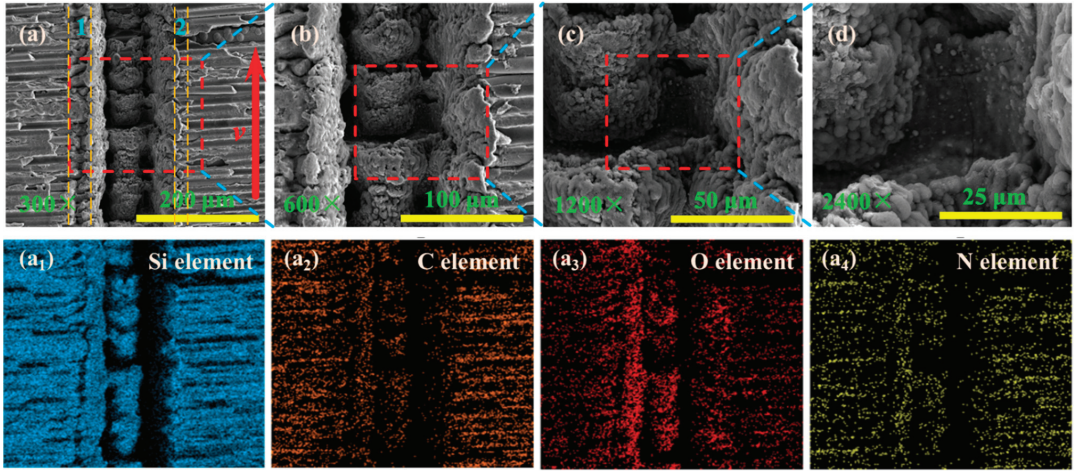 (a) 1 2 v 300× 200 µm
(b) 600× 100 µm
(c) 1200× 50 µm
(d) 2400× 25 µm
(a1) Si element
(a2) C element
(a3) O element
(a4) N element